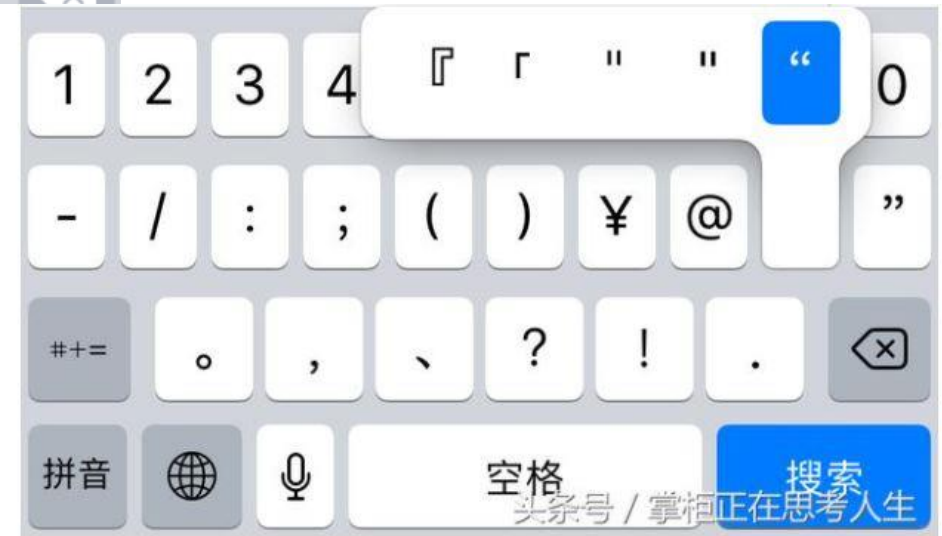 『 「 " " “
1 2 3 4 0
- / : ; ( ) ¥ @ ”
#+= 。 , 、 ? ! .
拼音 空格 搜索
头条号 / 掌柜正在思考人生